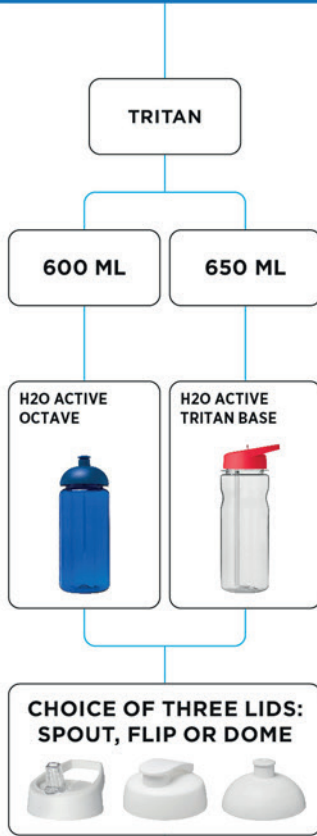 TRITAN
600 ML
650 ML
H2O ACTIVE
OCTAVE
H2O ACTIVE
TRITAN BASE
CHOICE OF THREE LIDS:
SPOUT, FLIP OR DOME